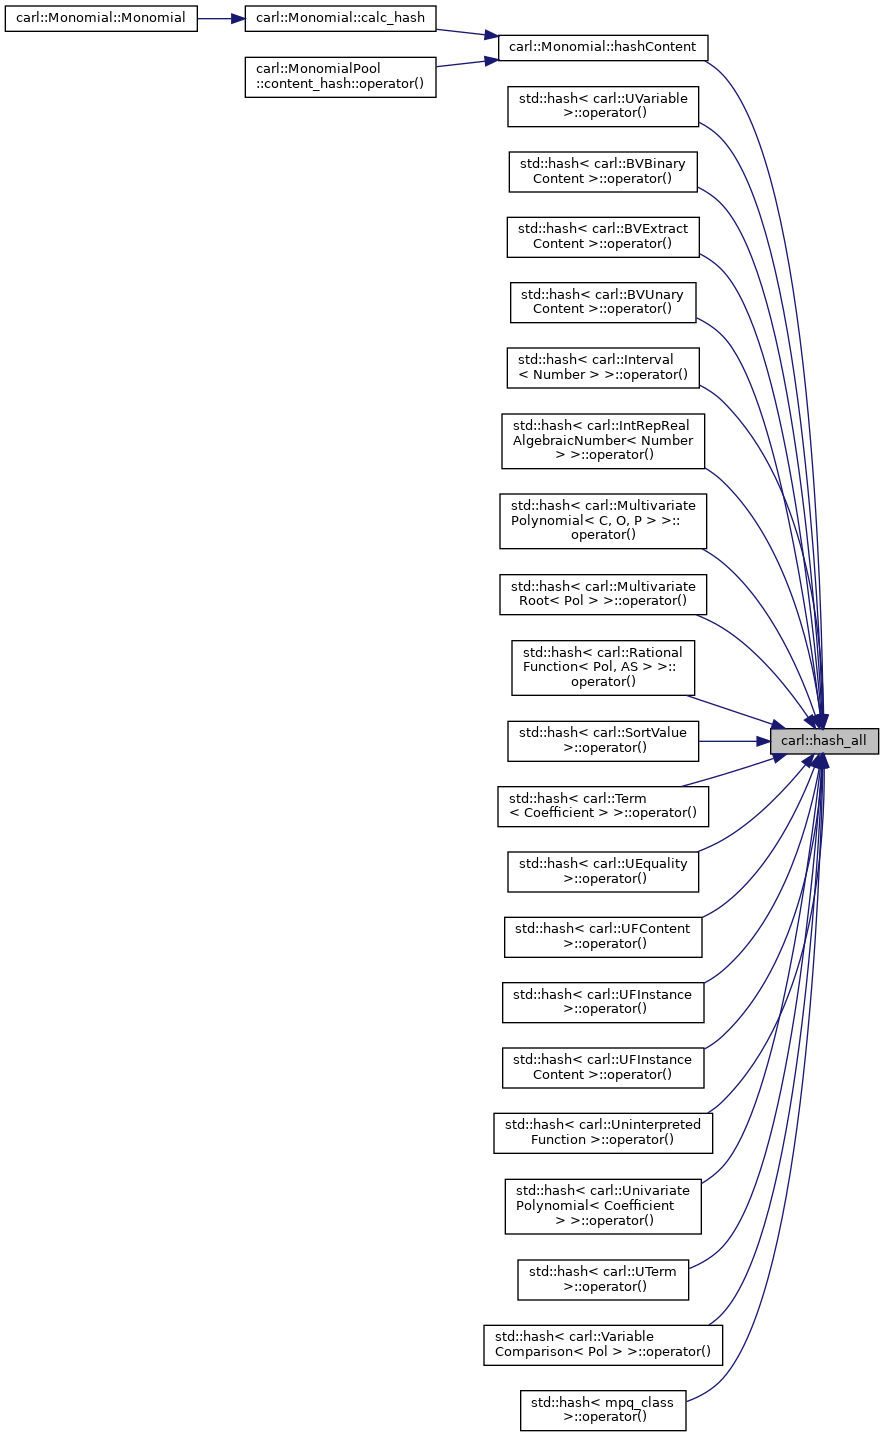 carl::Monomial::Monomial
carl::Monomial::calc_hash
carl::MonomialPool
::content_hash::operator()
carl::Monomial::hashContent
std::hash< carl::UVariable
>::operator()
std::hash< carl::BVBinary
Content >::operator()
std::hash< carl::BVExtract
Content >::operator()
std::hash< carl::BVUnary
Content >::operator()
std::hash< carl::Interval
< Number > >::operator()
std::hash< carl::IntRepReal
AlgebraicNumber< Number
> >::operator()
std::hash< carl::Multivariate
Polynomial< C, O, P > >::
operator()
std::hash< carl::Multivariate
Root< Pol > >::operator()
std::hash< carl::Rational
Function< Pol, AS > >::
operator()
std::hash< carl::SortValue
>::operator()
std::hash< carl::Term
< Coefficient > >::operator()
std::hash< carl::UEquality
>::operator()
std::hash< carl::UFContent
>::operator()
std::hash< carl::UFInstance
>::operator()
std::hash< carl::UFInstance
Content >::operator()
std::hash< carl::Uninterpreted
Function >::operator()
std::hash< carl::Univariate
Polynomial< Coefficient
> >::operator()
std::hash< carl::UTerm
>::operator()
std::hash< carl::Variable
Comparison< Pol > >::operator()
std::hash< mpq_class
>::operator()
carl::hash_all